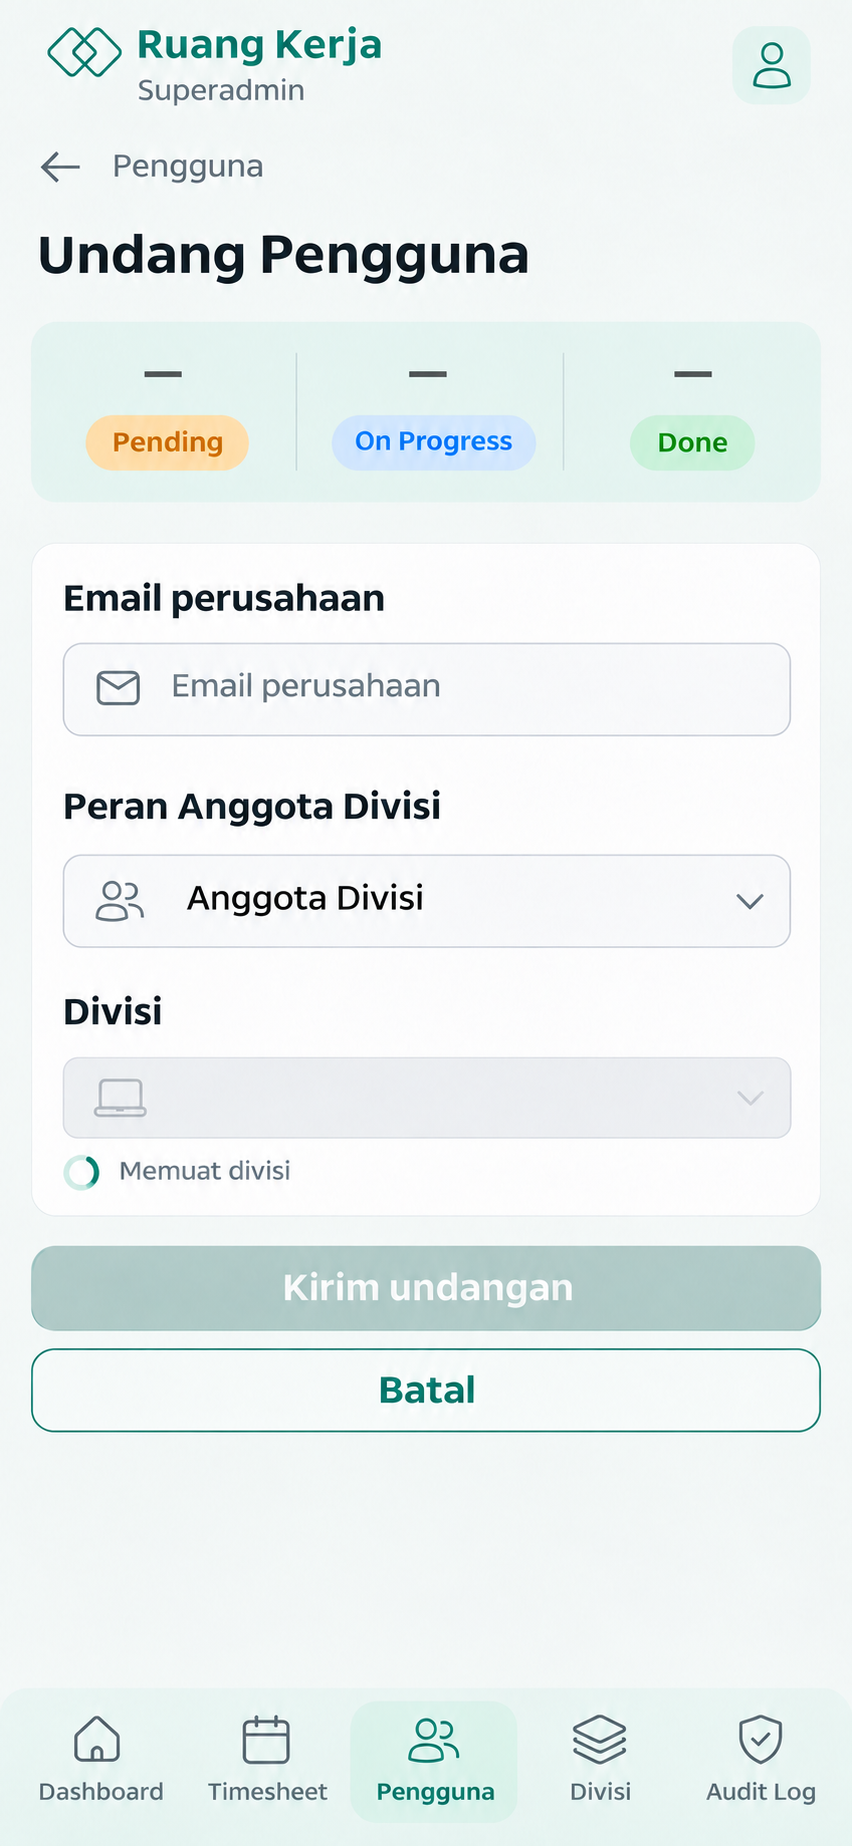 Ruang Kerja
Superadmin
Pengguna
Undang Pengguna
— — —
Pending On Progress Done
Email perusahaan
Email perusahaan
Peran Anggota Divisi
Anggota Divisi
Divisi
Memuat divisi
Kirim undangan
Batal
Dashboard Timesheet Pengguna Divisi Audit Log